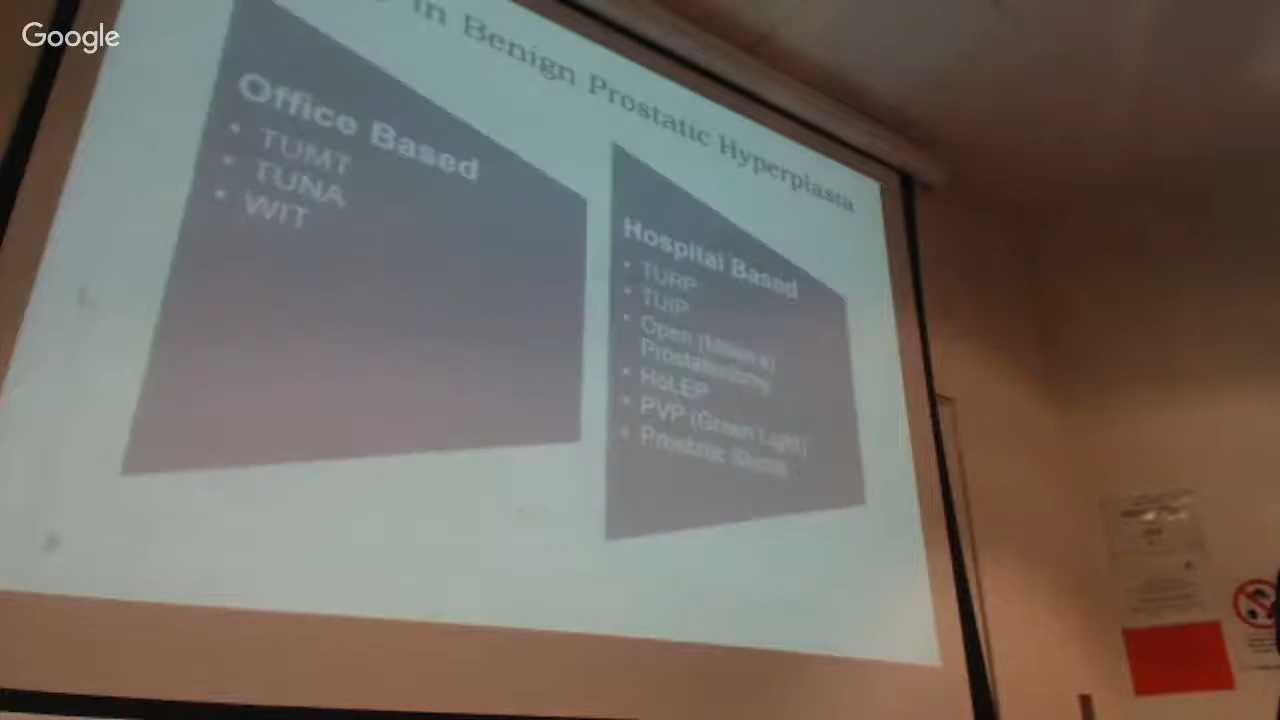 Google
in Benign Prostatic Hyperplasia
Office Based
• TUMT
• TUNA
• WIT
Hospital Based
• TURP
• TUIP
• Open
Prostatectomy
• HoLEP
• PVP (Green Light)
• Prostatic Stents